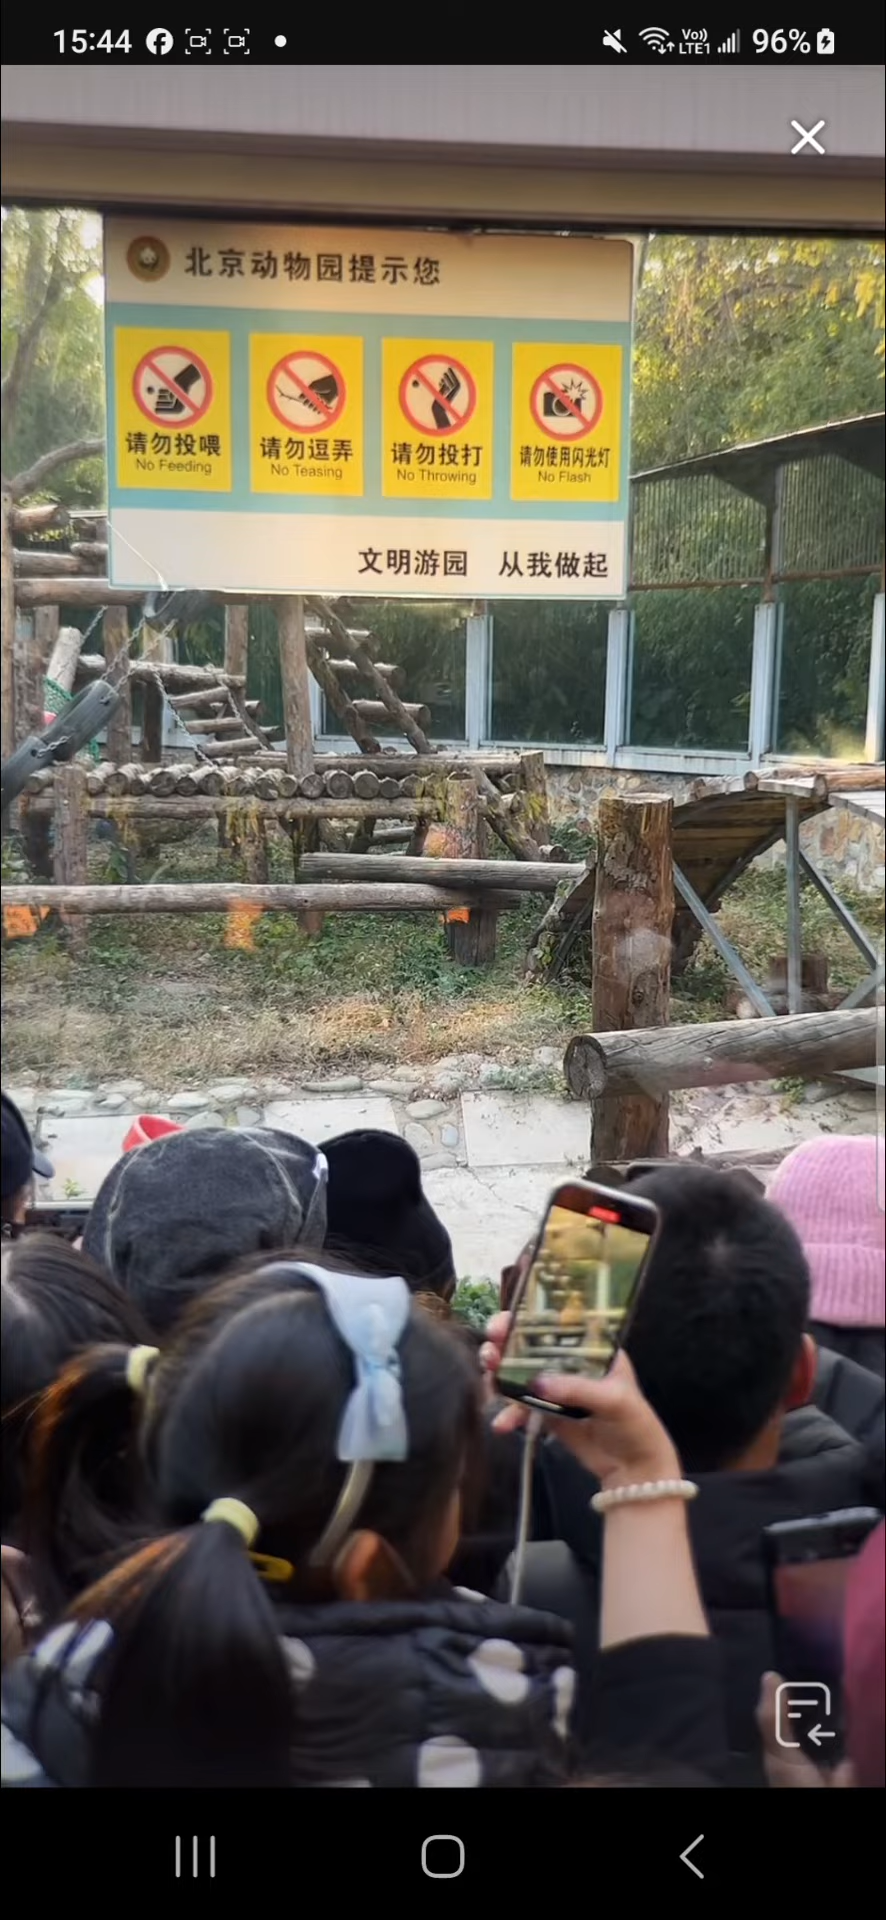 15:44
Vo)) LTE1 96%
北京动物园提示您
请勿投喂
No Feeding
请勿逗弄
No Teasing
请勿投打
No Throwing
请勿使用闪光灯
No Flash
文明游园 从我做起